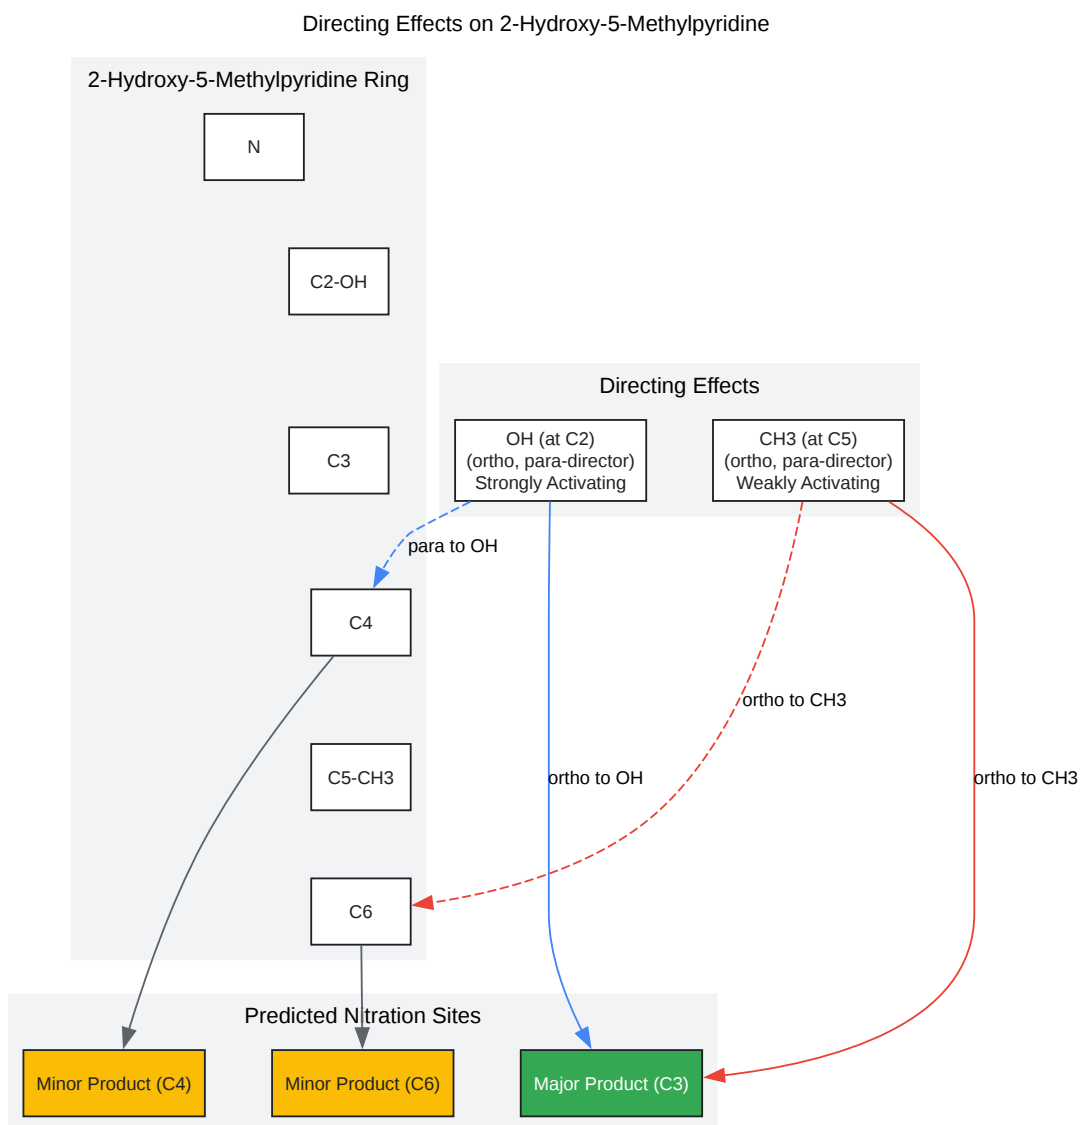 Directing Effects on 2-Hydroxy-5-Methylpyridine
2-Hydroxy-5-Methylpyridine Ring
N
C2-OH
C3
Directing Effects
OH (at C2)
(ortho, para-director)
Strongly Activating
CH3 (at C5)
(ortho, para-director)
Weakly Activating
para to OH
C4
ortho to CH3
C5-CH3
ortho to OH
ortho to CH3
C6
Predicted Nitration Sites
Minor Product (C4)
Minor Product (C6)
Major Product (C3)